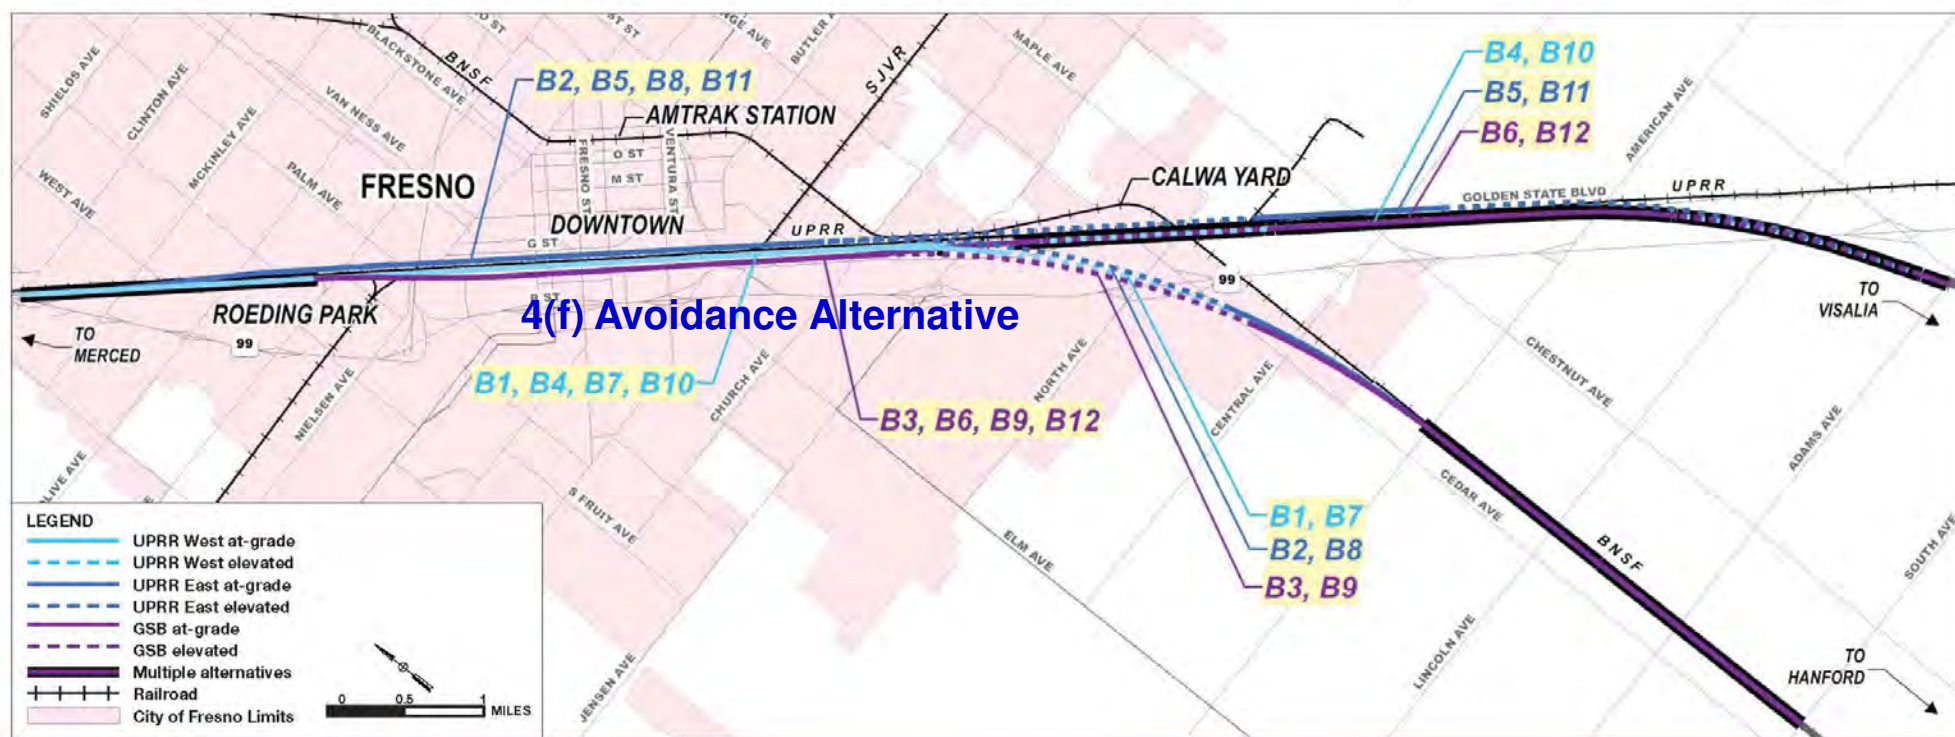 SHIELDS AVE
CLINTON AVE
MCKINLEY AVE
WEST AVE
BNSF
BLACKSTONE AVE
VAN NESS AVE
PALM AVE
B2, B5, B8, B11
AMTRAK STATION
SJVR
MAPLE AVE
B4, B10
B5, B11
B6, B12
AMERICAN AVE
FRESNO
FRESNO ST
VENTURA ST
O ST
M ST
DOWNTOWN
G ST
UPRR
CALWA YARD
GOLDEN STATE BLVD
UPRR
ROEDING PARK
4(f) Avoidance Alternative
99
TO
VISALIA
TO
MERCED
99
B1, B4, B7, B10
NIELSEN AVE
CHURCH AVE
B3, B6, B9, B12
NORTH AVE
CENTRAL AVE
CHESTNUT AVE
ADAMS AVE
S FRUIT AVE
ELM AVE
CEDAR AVE
B1, B7
B2, B8
B3, B9
BNSF
SOUTH AVE
LINCOLN AVE
JENSEN AVE
TO
HANFORD
LEGEND
UPRR West at-grade
UPRR West elevated
UPRR East at-grade
UPRR East elevated
GSB at-grade
GSB elevated
Multiple alternatives
Railroad
City of Fresno Limits
0 0.5 1
MILES